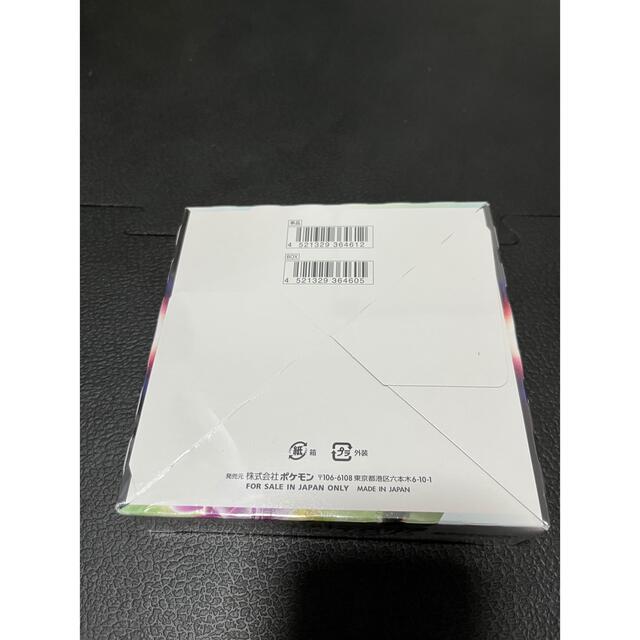 単品
4 521329 364612
BOX
4 521329 364605
紙 箱 プラ 外装
発売元 株式会社ポケモン 〒106-6108 東京都港区六本木6-10-1
FOR SALE IN JAPAN ONLY MADE IN JAPAN